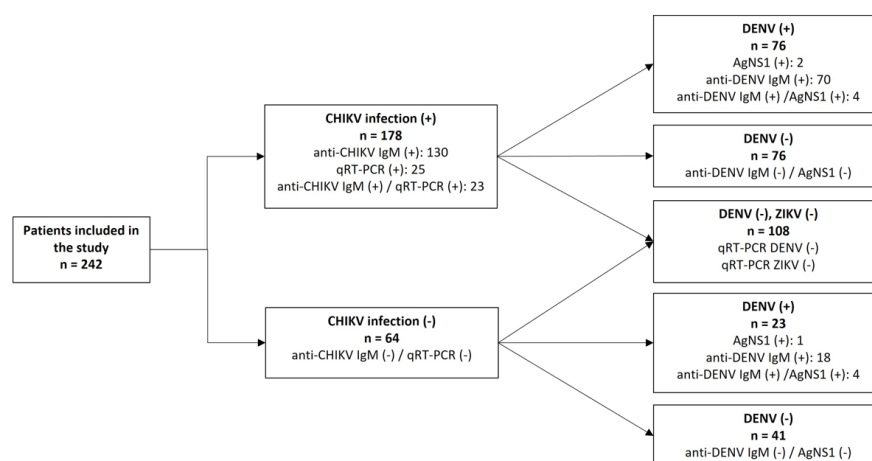 Patients included in
the study
n = 242
CHIKV infection (+)
n = 178
anti-CHIKV IgM (+): 130
qRT-PCR (+): 25
anti-CHIKV IgM (+) / qRT-PCR (+): 23
CHIKV infection (-)
n = 64
anti-CHIKV IgM (-) / qRT-PCR (-)
DENV (+)
n = 76
AgNS1 (+): 2
anti-DENV IgM (+): 70
anti-DENV IgM (+) /AgNS1 (+): 4
DENV (-)
n = 76
anti-DENV IgM (-) / AgNS1 (-)
DENV (-), ZIKV (-)
n = 108
qRT-PCR DENV (-)
qRT-PCR ZIKV (-)
DENV (+)
n = 23
AgNS1 (+): 1
anti-DENV IgM (+): 18
anti-DENV IgM (+) /AgNS1 (+): 4
DENV (-)
n = 41
anti-DENV IgM (-) / AgNS1 (-)